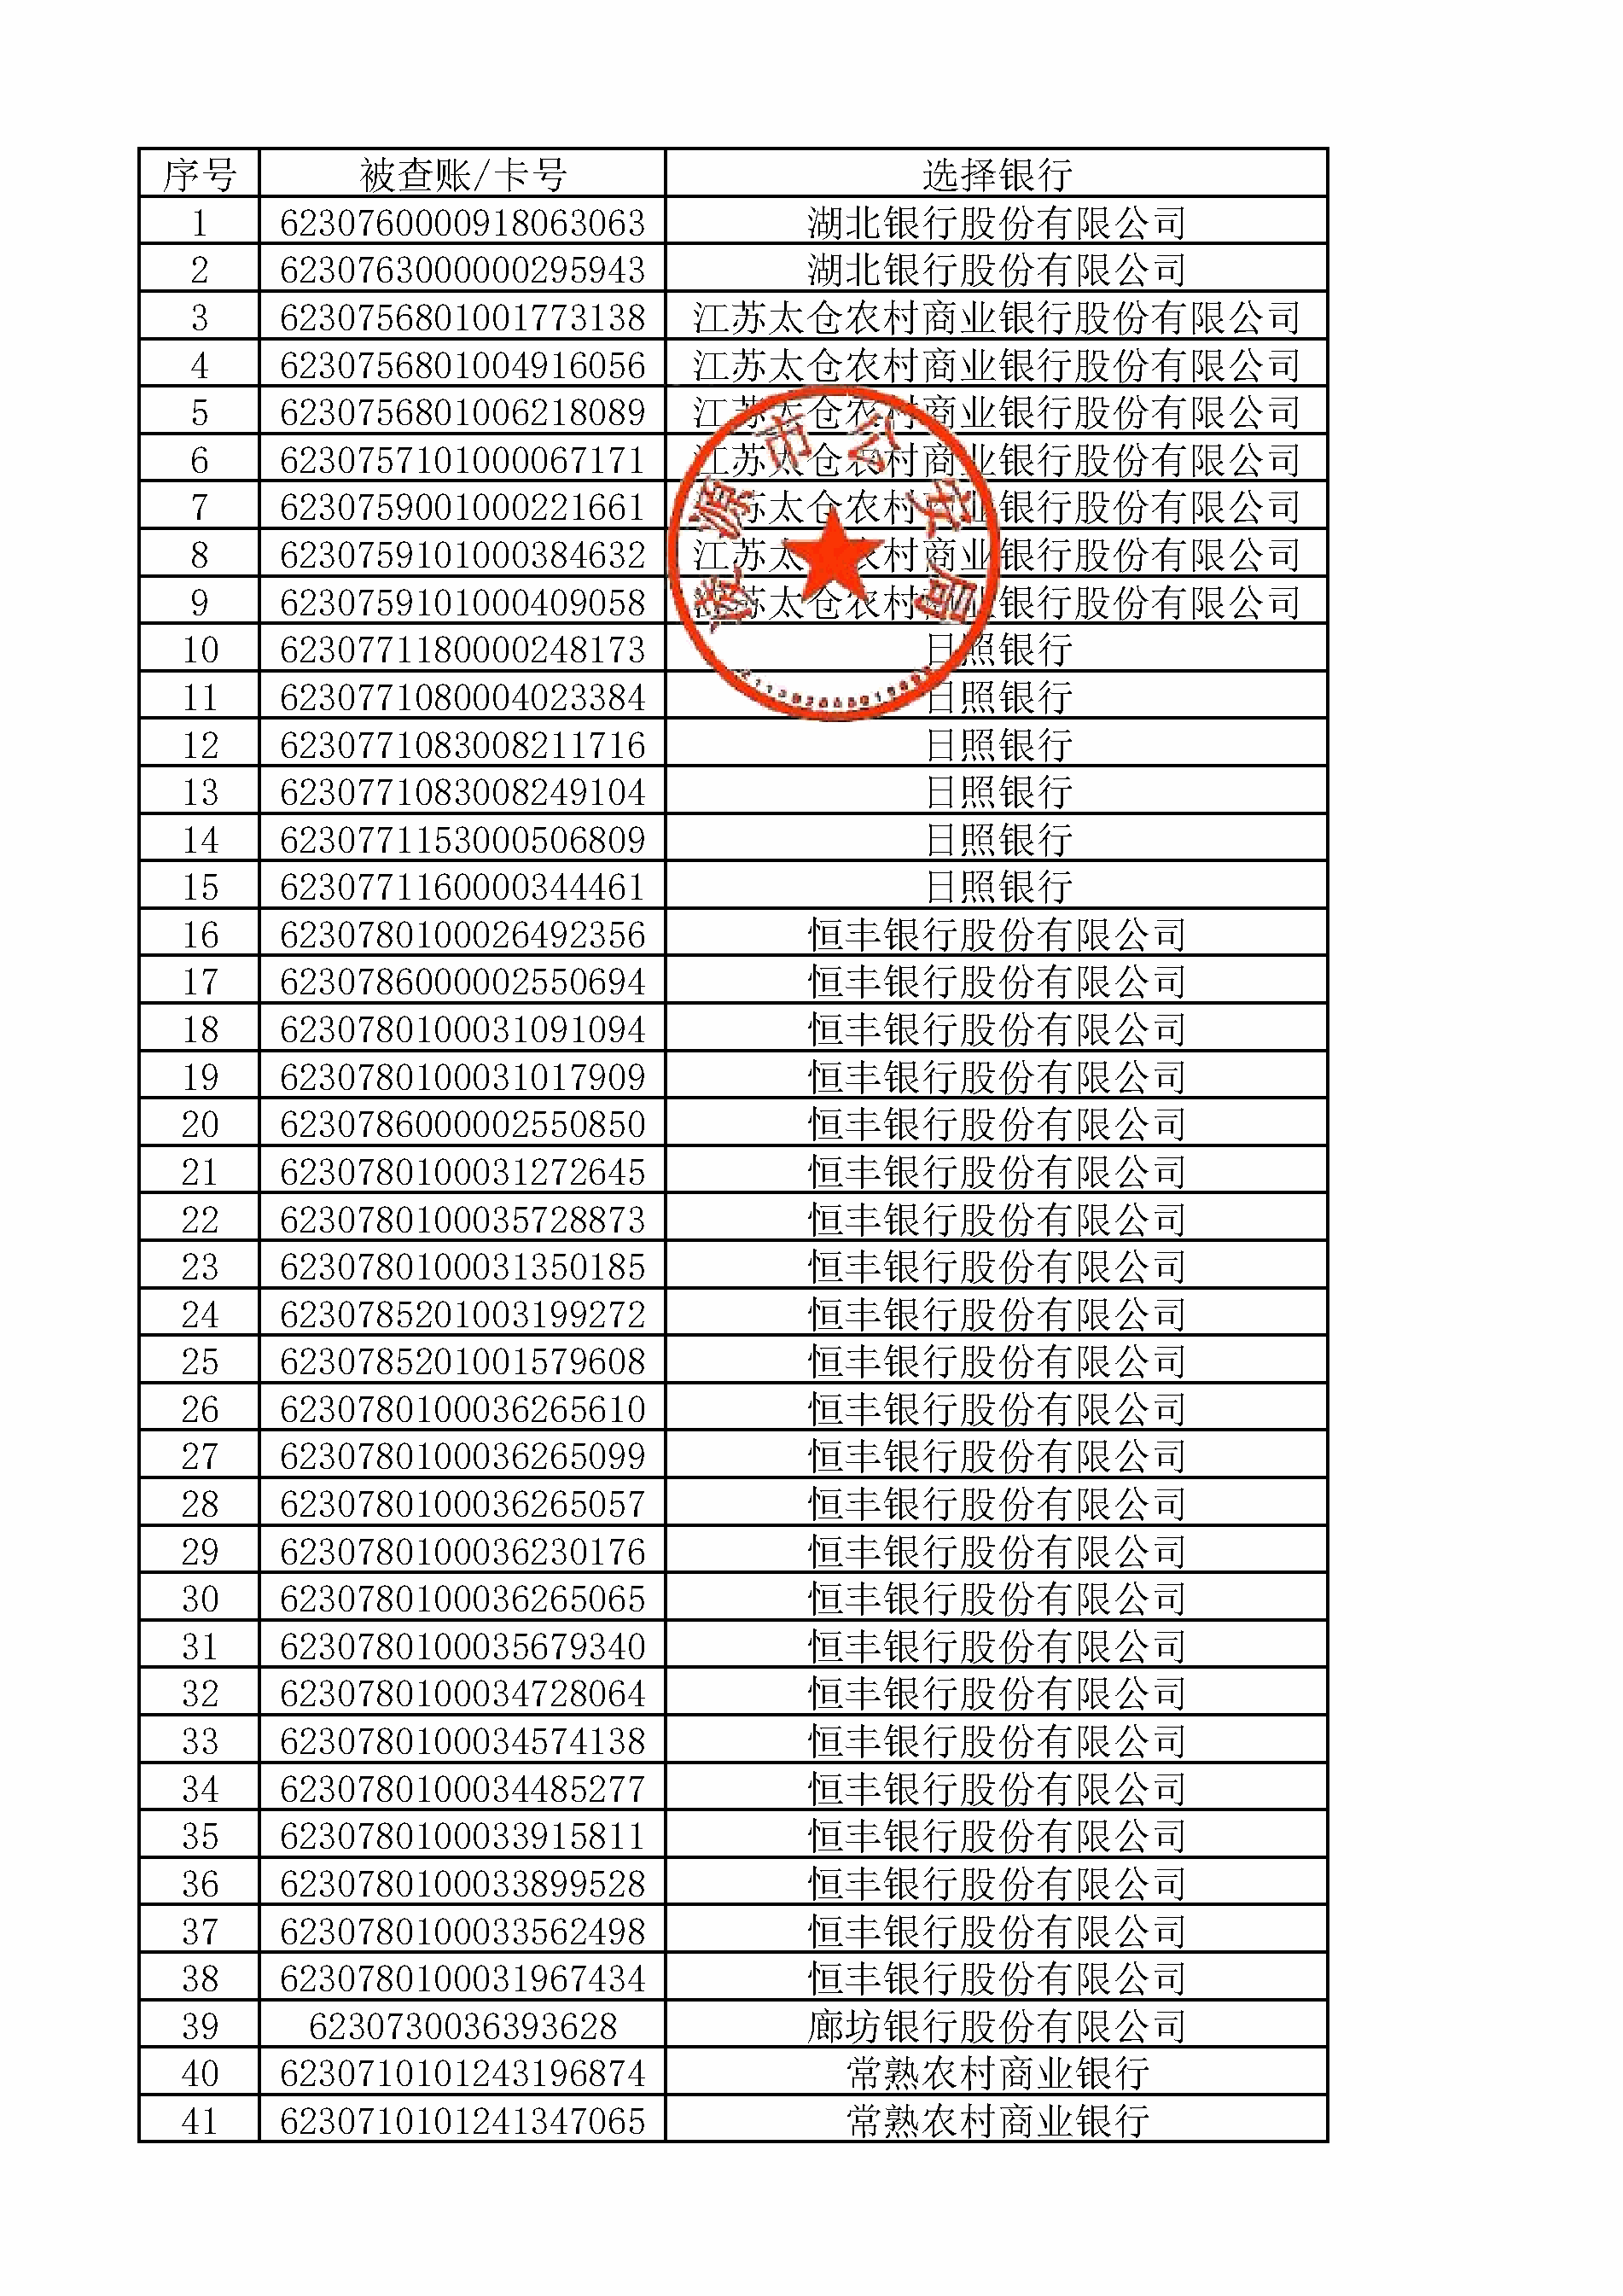 序号 被查账/卡号 选择银行
1 6230760000918063063 湖北银行股份有限公司
2 6230763000000295943 湖北银行股份有限公司
3 6230756801001773138 江苏太仓农村商业银行股份有限公司
4 6230756801004916056 江苏太仓农村商业银行股份有限公司
5 6230756801006218089 江苏太仓农村商业银行股份有限公司
6 6230757101000067171 江苏太仓农村商业银行股份有限公司
7 6230759001000221661 江苏太仓农村商业银行股份有限公司
8 6230759101000384632 江苏太仓农村商业银行股份有限公司
9 6230759101000409058 江苏太仓农村商业银行股份有限公司
凌源市公安局
10 6230771180000248173 日照银行
11 6230771080004023384 日照银行
12 6230771083008211716 日照银行
13 6230771083008249104 日照银行
14 6230771153000506809 日照银行
15 6230771160000344461 日照银行
16 6230780100026492356 恒丰银行股份有限公司
17 6230786000002550694 恒丰银行股份有限公司
18 6230780100031091094 恒丰银行股份有限公司
19 6230780100031017909 恒丰银行股份有限公司
20 6230786000002550850 恒丰银行股份有限公司
21 6230780100031272645 恒丰银行股份有限公司
22 6230780100035728873 恒丰银行股份有限公司
23 6230780100031350185 恒丰银行股份有限公司
24 6230785201003199272 恒丰银行股份有限公司
25 6230785201001579608 恒丰银行股份有限公司
26 6230780100036265610 恒丰银行股份有限公司
27 6230780100036265099 恒丰银行股份有限公司
28 6230780100036265057 恒丰银行股份有限公司
29 6230780100036230176 恒丰银行股份有限公司
30 6230780100036265065 恒丰银行股份有限公司
31 6230780100035679340 恒丰银行股份有限公司
32 6230780100034728064 恒丰银行股份有限公司
33 6230780100034574138 恒丰银行股份有限公司
34 6230780100034485277 恒丰银行股份有限公司
35 6230780100033915811 恒丰银行股份有限公司
36 6230780100033899528 恒丰银行股份有限公司
37 6230780100033562498 恒丰银行股份有限公司
38 6230780100031967434 恒丰银行股份有限公司
39 6230730036393628 廊坊银行股份有限公司
40 6230710101243196874 常熟农村商业银行
41 6230710101241347065 常熟农村商业银行